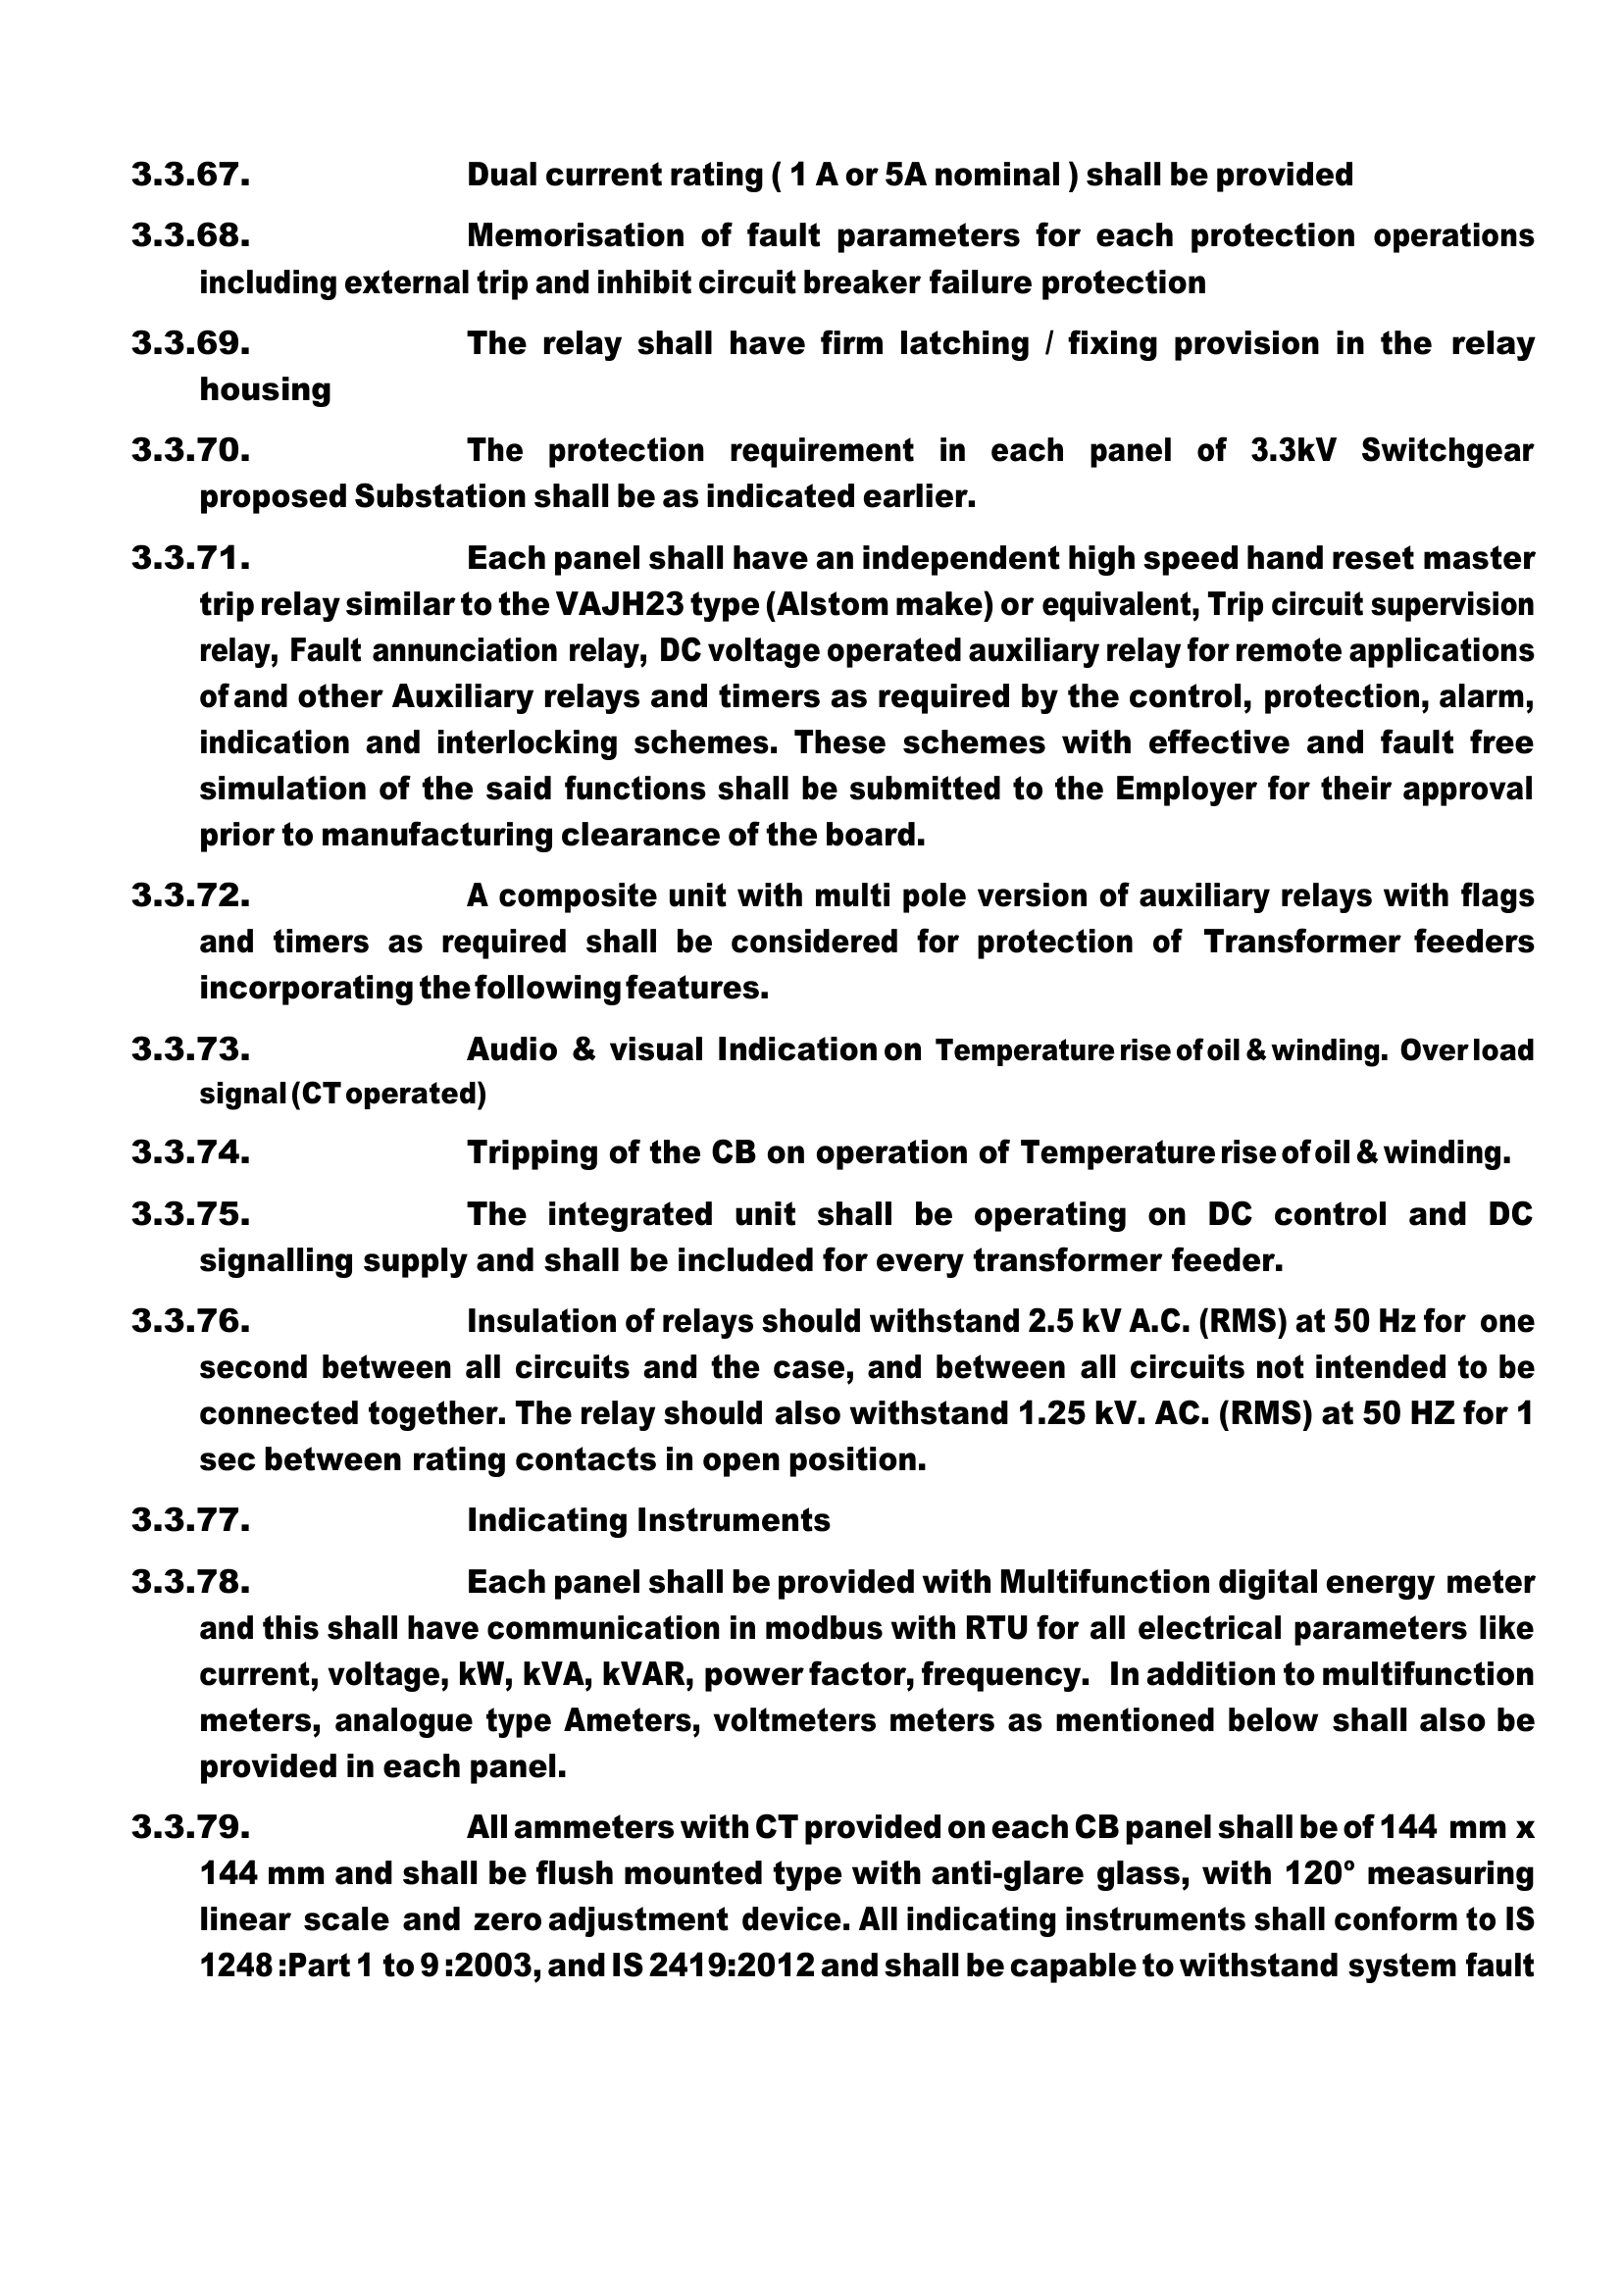 3.3.67. Dual current rating ( 1 A or 5A nominal ) shall be provided
3.3.68. Memorisation of fault parameters for each protection operations
including external trip and inhibit circuit breaker failure protection
3.3.69. The relay shall have firm latching / fixing provision in the relay
housing
3.3.70. The protection requirement in each panel of 3.3kV Switchgear
proposed Substation shall be as indicated earlier.
3.3.71. Each panel shall have an independent high speed hand reset master
trip relay similar to the VAJH23 type (Alstom make) or equivalent, Trip circuit supervision
relay, Fault annunciation relay, DC voltage operated auxiliary relay for remote applications
of and other Auxiliary relays and timers as required by the control, protection, alarm,
indication and interlocking schemes. These schemes with effective and fault free
simulation of the said functions shall be submitted to the Employer for their approval
prior to manufacturing clearance of the board.
3.3.72. A composite unit with multi pole version of auxiliary relays with flags
and timers as required shall be considered for protection of Transformer feeders
incorporating the following features.
3.3.73. Audio & visual Indication on Temperature rise of oil & winding. Over load
signal (CT operated)
3.3.74. Tripping of the CB on operation of Temperature rise of oil & winding.
3.3.75. The integrated unit shall be operating on DC control and DC
signalling supply and shall be included for every transformer feeder.
3.3.76. Insulation of relays should withstand 2.5 kV A.C. (RMS) at 50 Hz for one
second between all circuits and the case, and between all circuits not intended to be
connected together. The relay should also withstand 1.25 kV. AC. (RMS) at 50 HZ for 1
sec between rating contacts in open position.
3.3.77. Indicating Instruments
3.3.78. Each panel shall be provided with Multifunction digital energy meter
and this shall have communication in modbus with RTU for all electrical parameters like
current, voltage, kW, kVA, kVAR, power factor, frequency. In addition to multifunction
meters, analogue type Ameters, voltmeters meters as mentioned below shall also be
provided in each panel.
3.3.79. All ammeters with CT provided on each CB panel shall be of 144 mm x
144 mm and shall be flush mounted type with anti-glare glass, with 120º measuring
linear scale and zero adjustment device. All indicating instruments shall conform to IS
1248 :Part 1 to 9 :2003, and IS 2419:2012 and shall be capable to withstand system fault